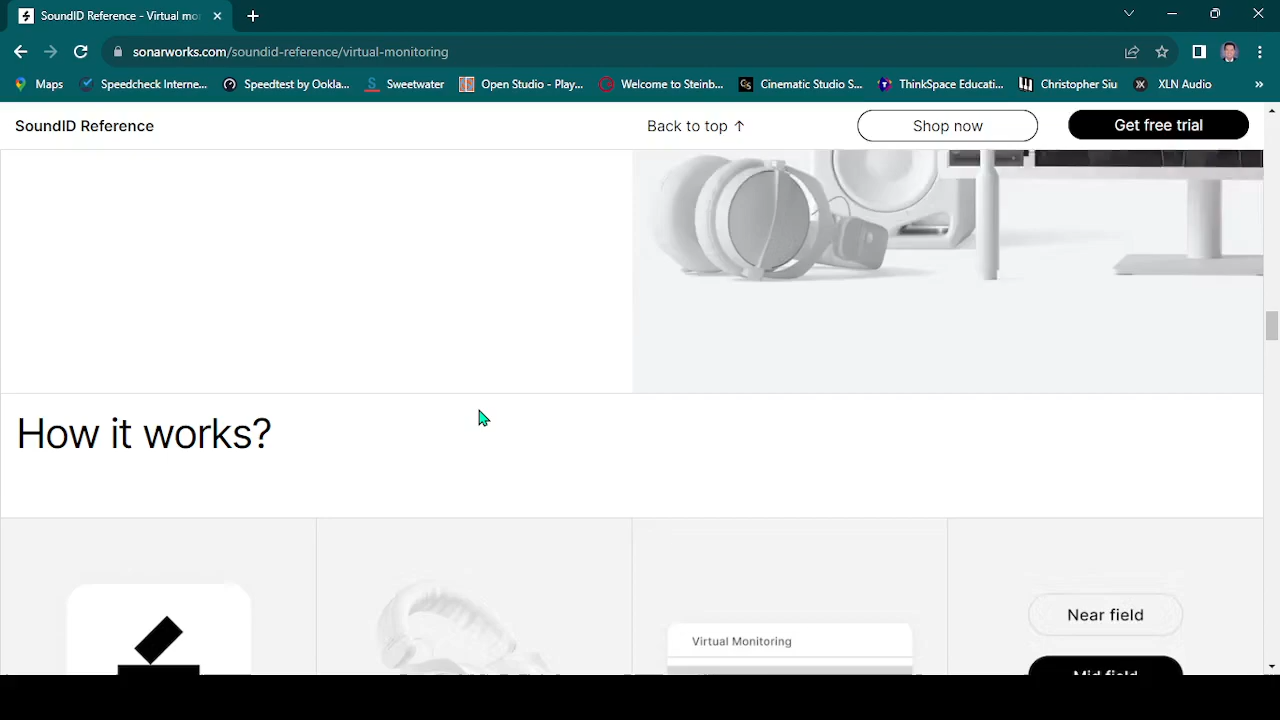 SoundID Reference - Virtual mo
sonarworks.com/soundid-reference/virtual-monitoring
Maps
Speedcheck Interne...
Speedtest by Ookla...
Sweetwater
Open Studio - Play...
Welcome to Steinb...
Cinematic Studio S...
ThinkSpace Educati...
Christopher Siu
XLN Audio
SoundID Reference
Back to top ↑
Shop now
Get free trial
How it works?
Near field
Virtual Monitoring
Mid field